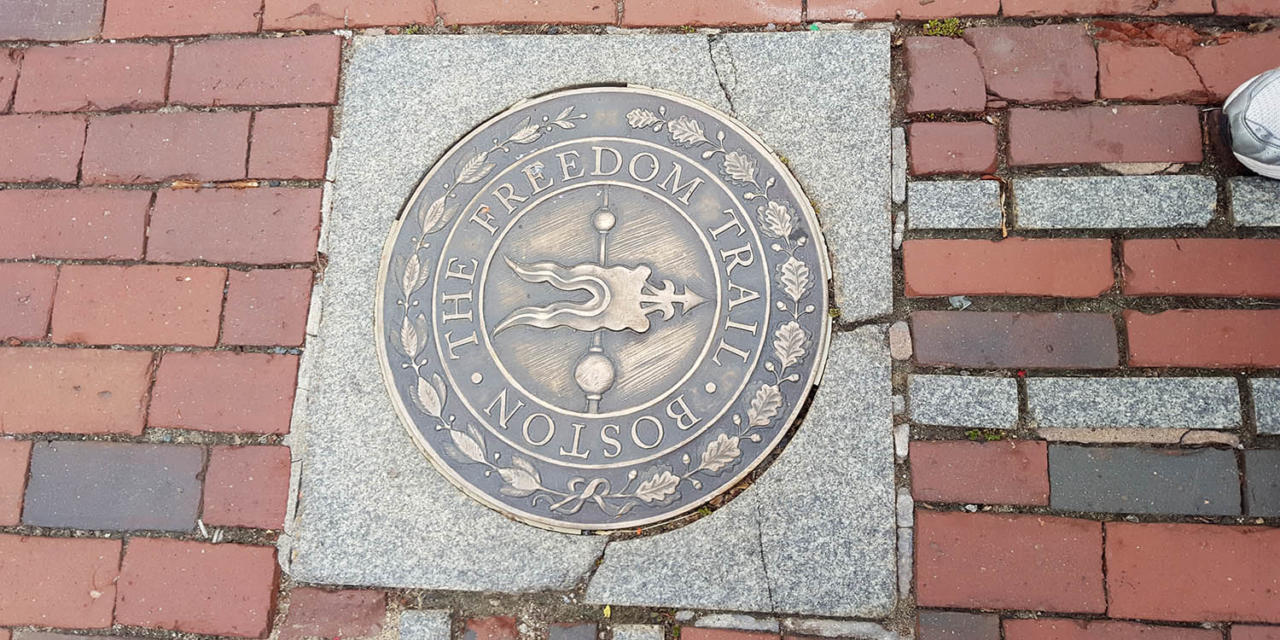 THE FREEDOM TRAIL
BOSTON